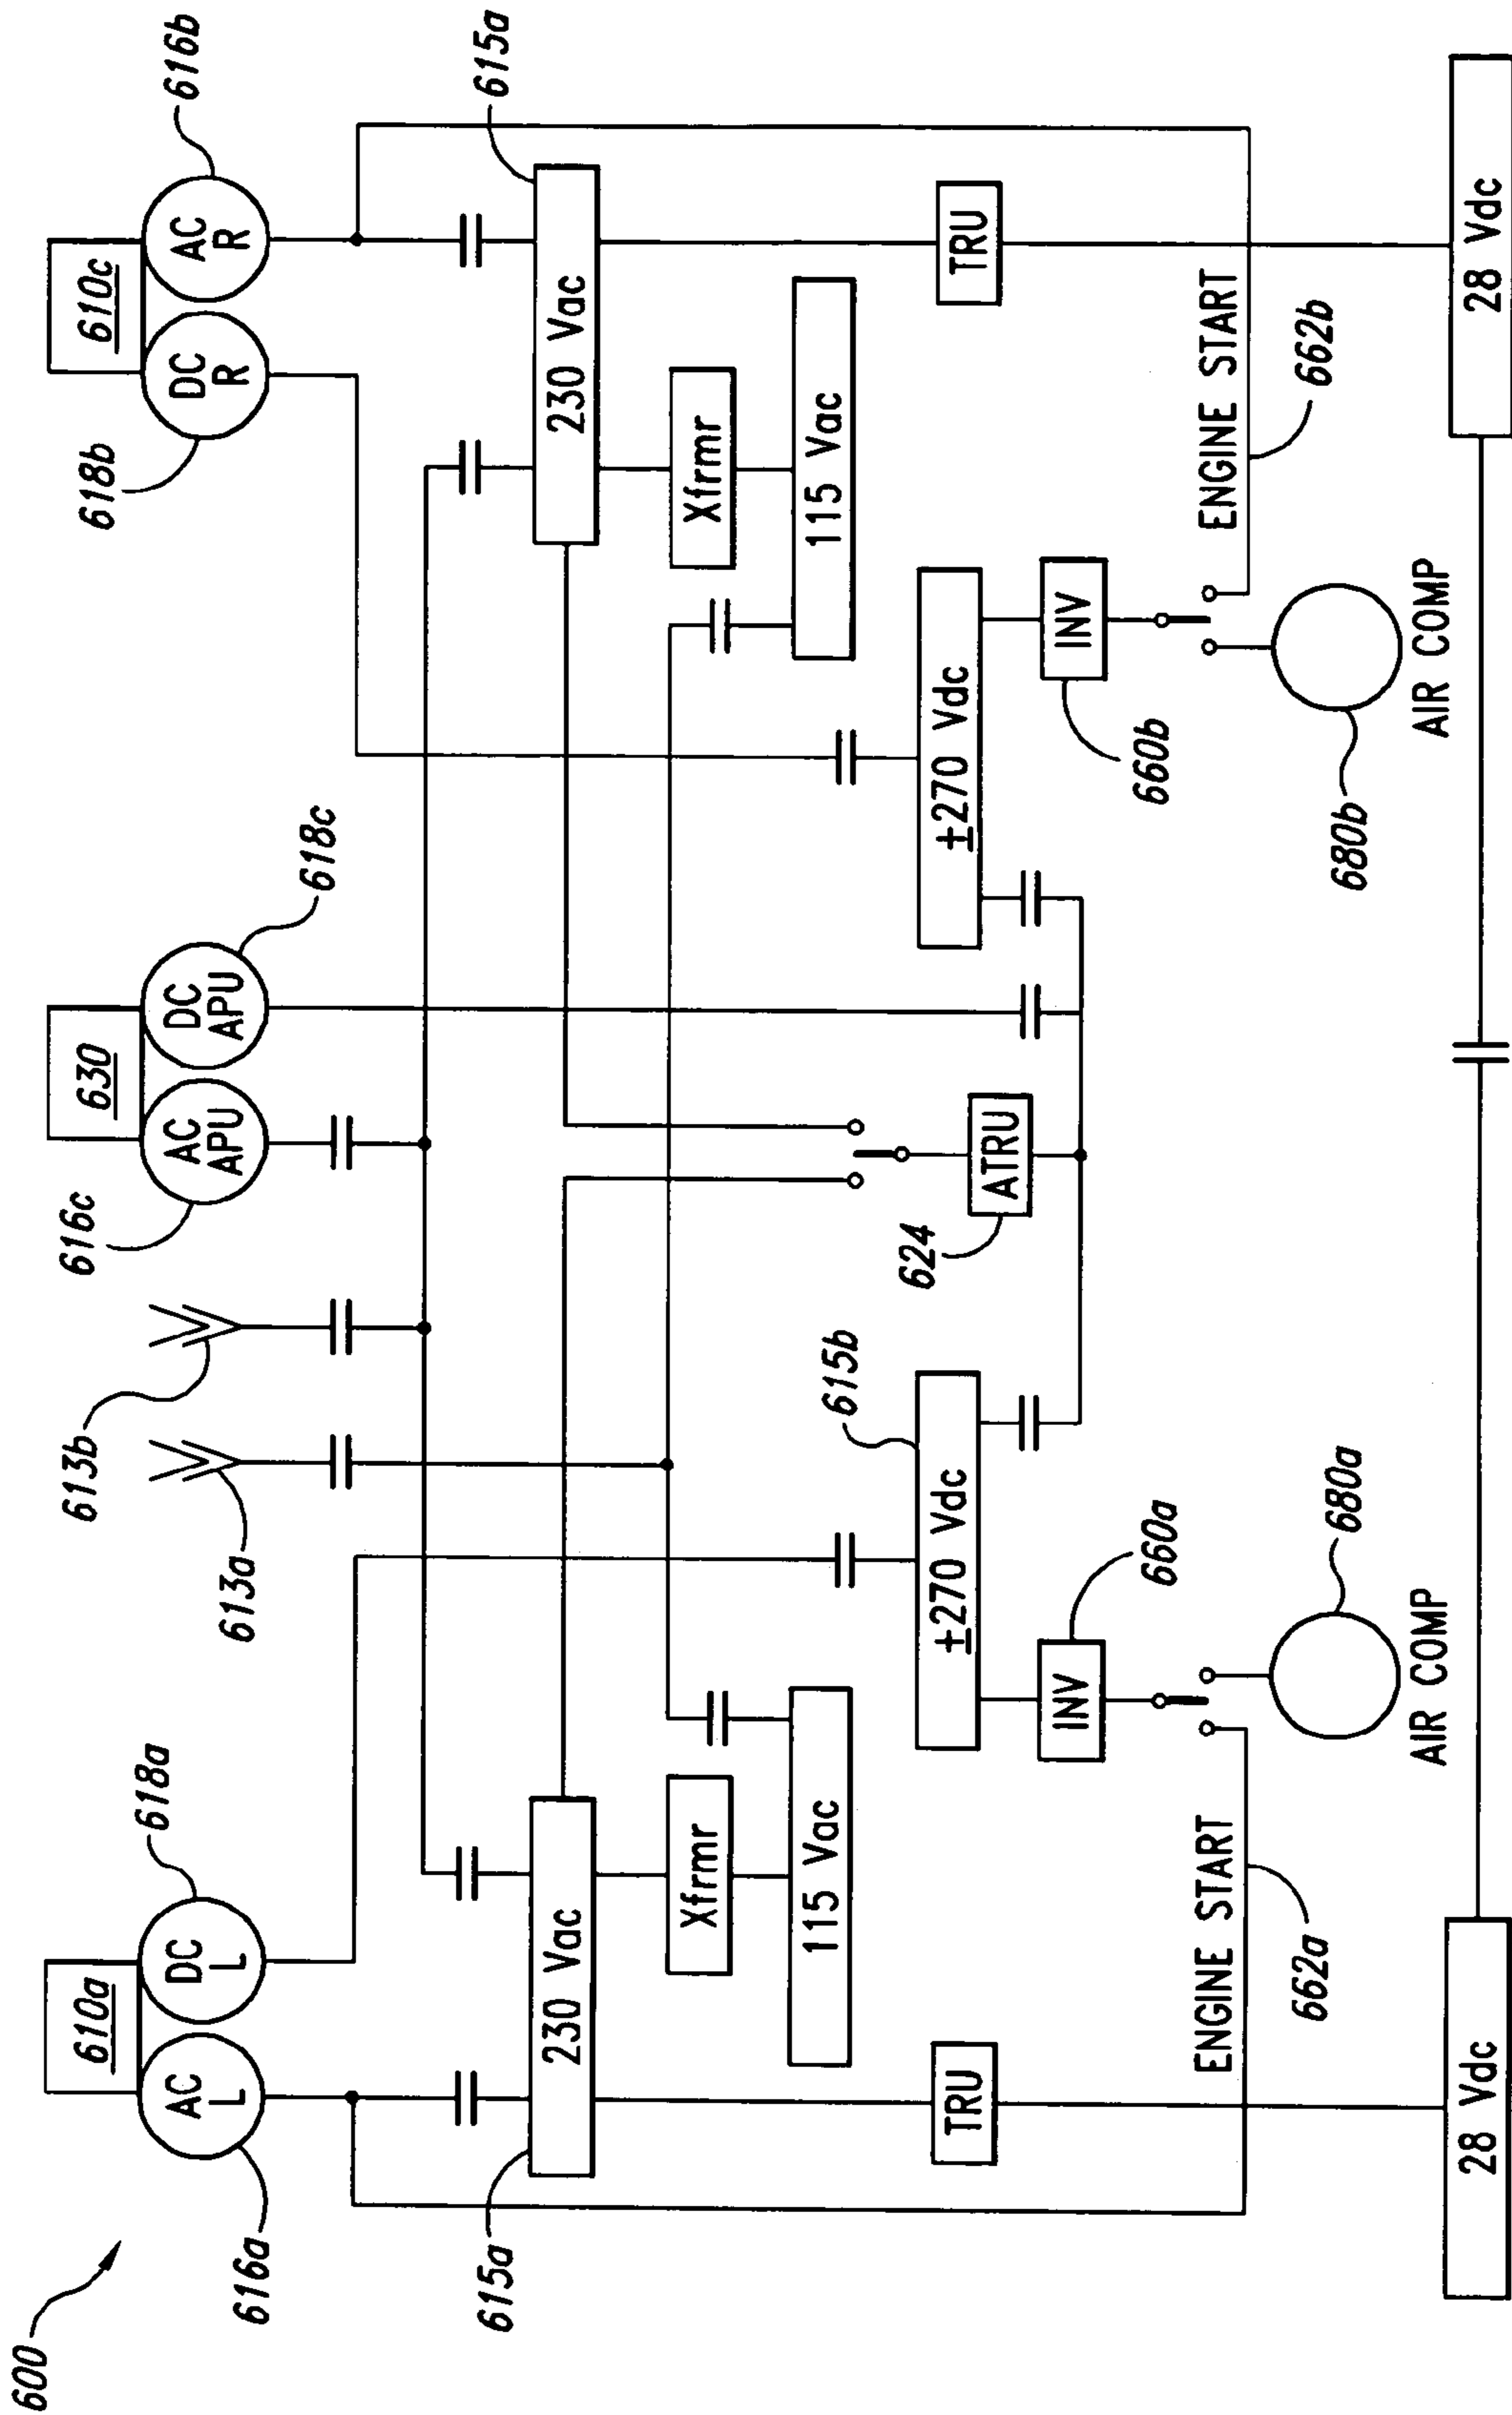 600
610a
AC
L
DC
L
616a
618a
613a
613b
630
AC
APU
DC
APU
616c
618c
610c
DC
R
AC
R
618b
616b
230 Vac
615a
230 Vac
615a
Xfrmr
115 Vac
Xfrmr
115 Vac
TRU
TRU
ATRU
624
±270 Vdc
615b
±270 Vdc
INV
660a
INV
660b
ENGINE START
662a
ENGINE START
662b
680a
AIR COMP
680b
AIR COMP
28 Vdc
28 Vdc